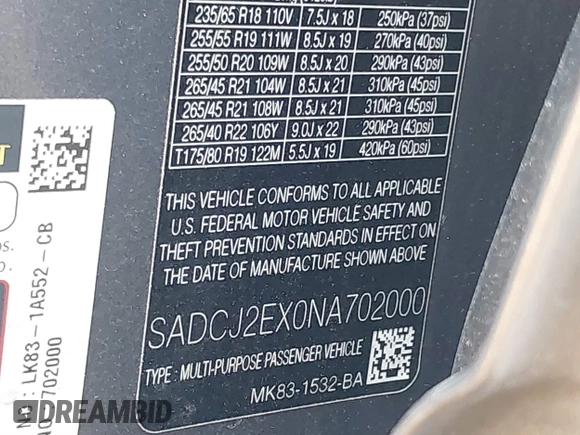 235/65 R18 110V 7.5J x 18 250kPa (37psi)
255/55 R19 111W 8.5J x 19 270kPa (40psi)
255/50 R20 109W 8.5J x 20 290kPa (43psi)
265/45 R21 104W 8.5J x 21 310kPa (45psi)
265/45 R21 108W 8.5J x 21 310kPa (45psi)
265/40 R22 106Y 9.0J x 22 290kPa (43psi)
T175/80 R19 122M 5.5J x 19 420kPa (60psi)
THIS VEHICLE CONFORMS TO ALL APPLICABLE
U.S. FEDERAL MOTOR VEHICLE SAFETY AND
THEFT PREVENTION STANDARDS IN EFFECT ON
THE DATE OF MANUFACTURE SHOWN ABOVE
SADCJ2EX0NA702000
TYPE : MULTI-PURPOSE PASSENGER VEHICLE
MK83-1532-BA
LK83 - 1A552 - CB
702000
DREAMBID